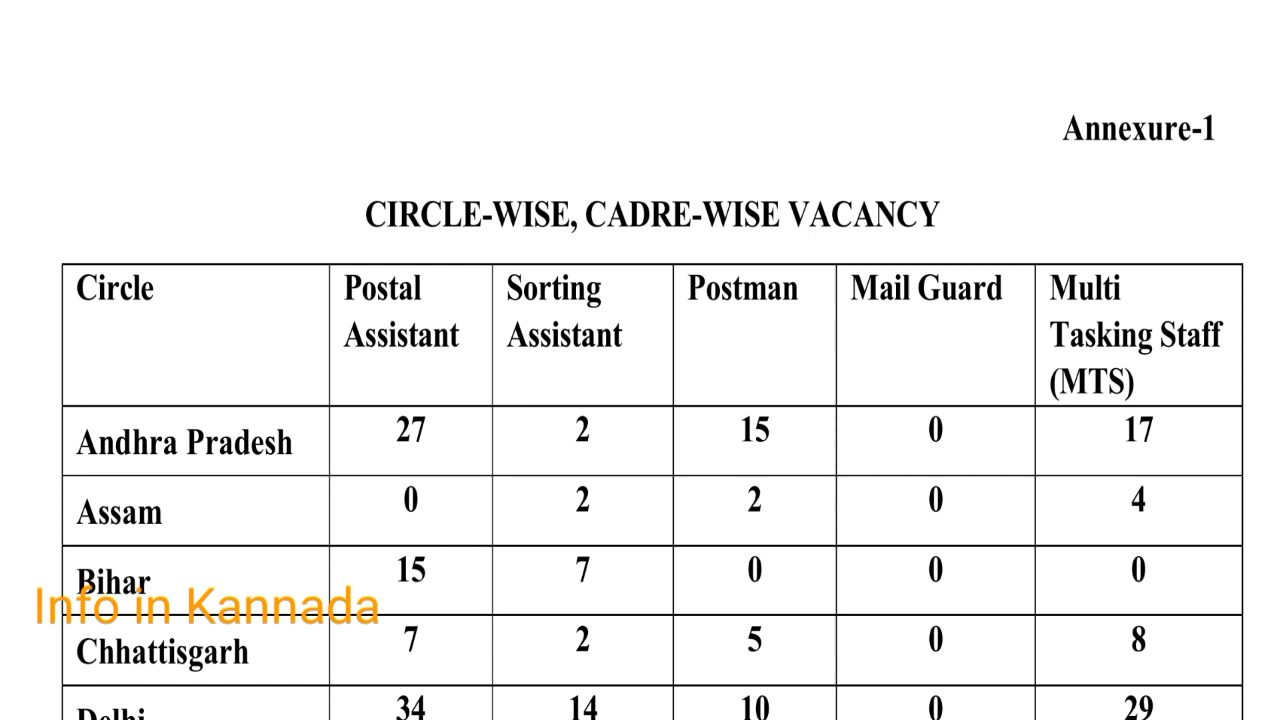 Annexure-1
CIRCLE-WISE, CADRE-WISE VACANCY
Circle Postal Assistant Sorting Assistant Postman Mail Guard Multi Tasking Staff (MTS)
Andhra Pradesh 27 2 15 0 17
Assam 0 2 2 0 4
Bihar 15 7 0 0 0
Info in Kannada
Chhattisgarh 7 2 5 0 8
Delhi 34 14 10 0 29